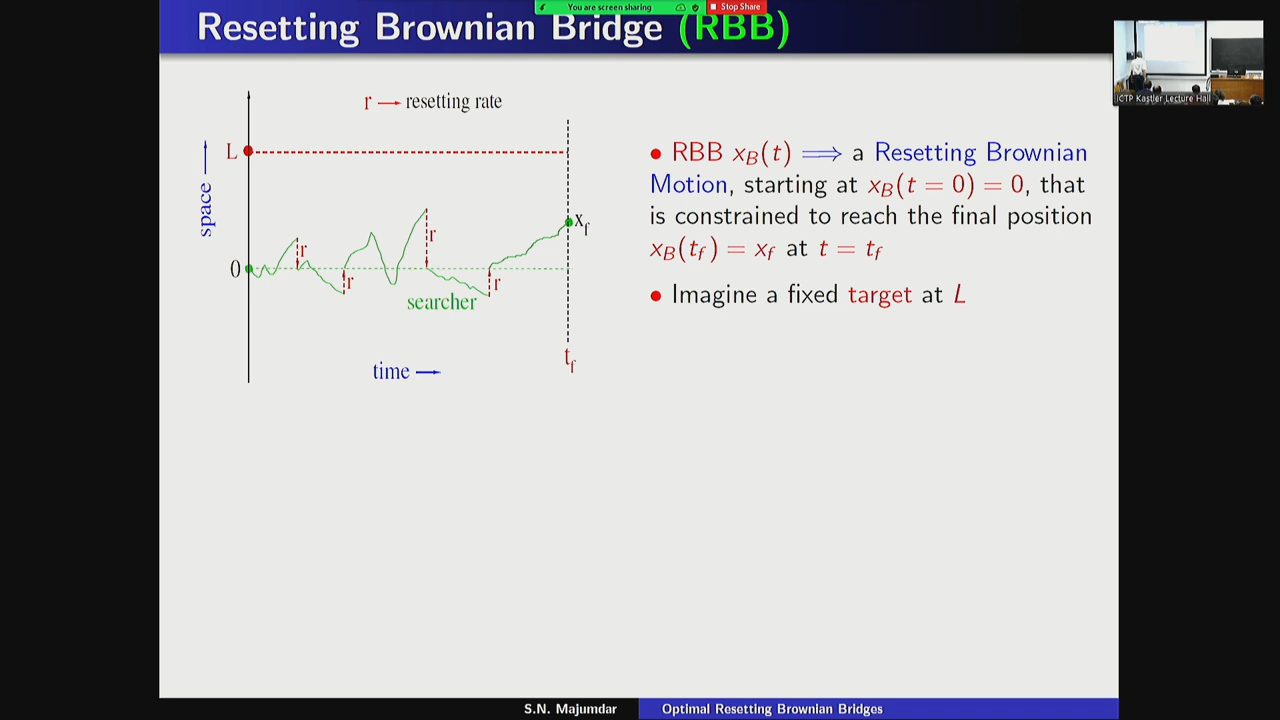 You are screen sharing
Stop Share
Resetting Brownian Bridge (RBB)
ICTP Kastler Lecture Hall
r → resetting rate
L
space →
r
r
r
r
x_f
0
searcher
time →
t_f
• RBB x_B(t) ⟹ a Resetting Brownian
Motion, starting at x_B(t = 0) = 0, that
is constrained to reach the final position
x_B(t_f) = x_f at t = t_f
• Imagine a fixed target at L
S.N. Majumdar
Optimal Resetting Brownian Bridges